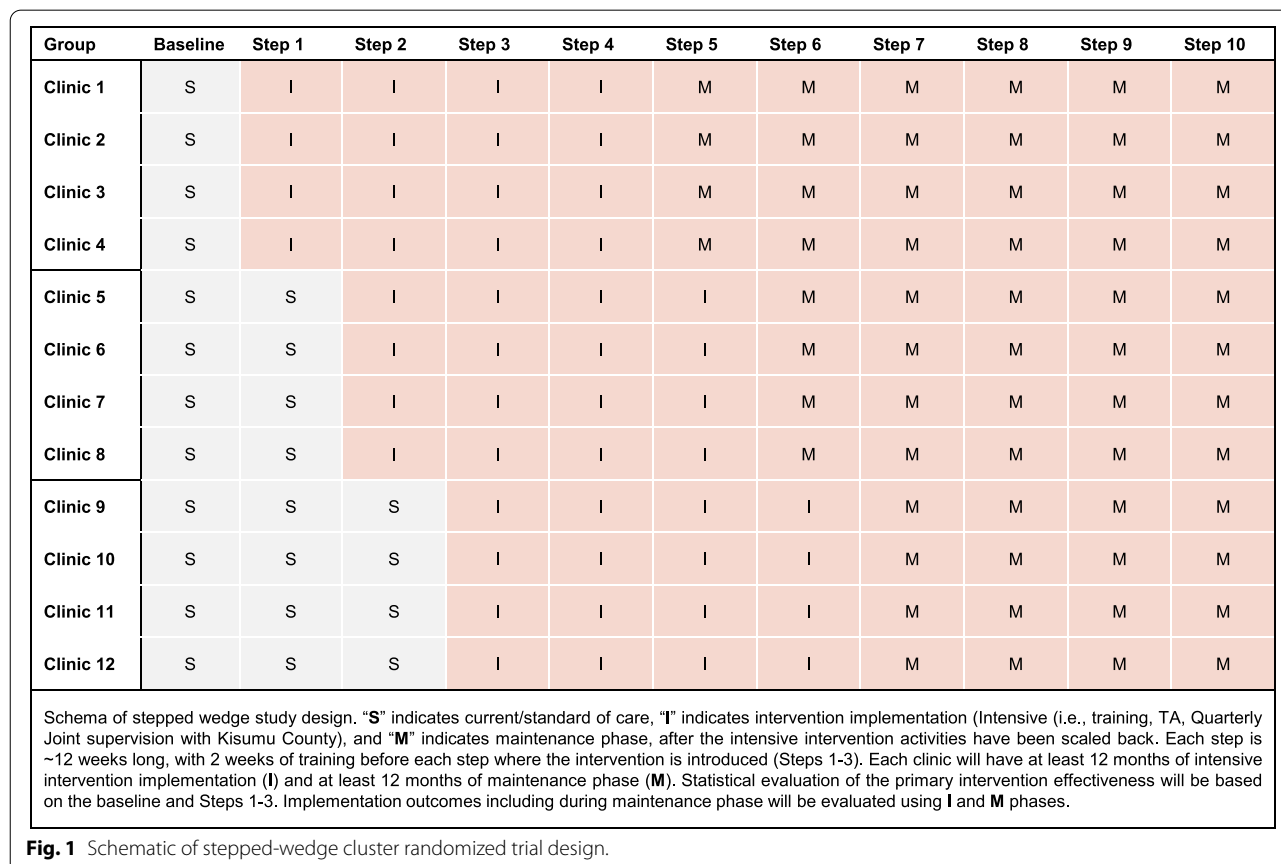 Group Baseline Step 1 Step 2 Step 3 Step 4 Step 5 Step 6 Step 7 Step 8 Step 9 Step 10
Clinic 1 S I I I I M M M M M M
Clinic 2 S I I I I M M M M M M
Clinic 3 S I I I I M M M M M M
Clinic 4 S I I I I M M M M M M
Clinic 5 S S I I I I M M M M M
Clinic 6 S S I I I I M M M M M
Clinic 7 S S I I I I M M M M M
Clinic 8 S S I I I I M M M M M
Clinic 9 S S S I I I I M M M M
Clinic 10 S S S I I I I M M M M
Clinic 11 S S S I I I I M M M M
Clinic 12 S S S I I I I M M M M
Schema of stepped wedge study design. “S” indicates current/standard of care, “I” indicates intervention implementation (Intensive (i.e., training, TA, Quarterly
Joint supervision with Kisumu County), and “M” indicates maintenance phase, after the intensive intervention activities have been scaled back. Each step is
~12 weeks long, with 2 weeks of training before each step where the intervention is introduced (Steps 1-3). Each clinic will have at least 12 months of intensive
intervention implementation (I) and at least 12 months of maintenance phase (M). Statistical evaluation of the primary intervention effectiveness will be based
on the baseline and Steps 1-3. Implementation outcomes including during maintenance phase will be evaluated using I and M phases.
Fig. 1 Schematic of stepped-wedge cluster randomized trial design.